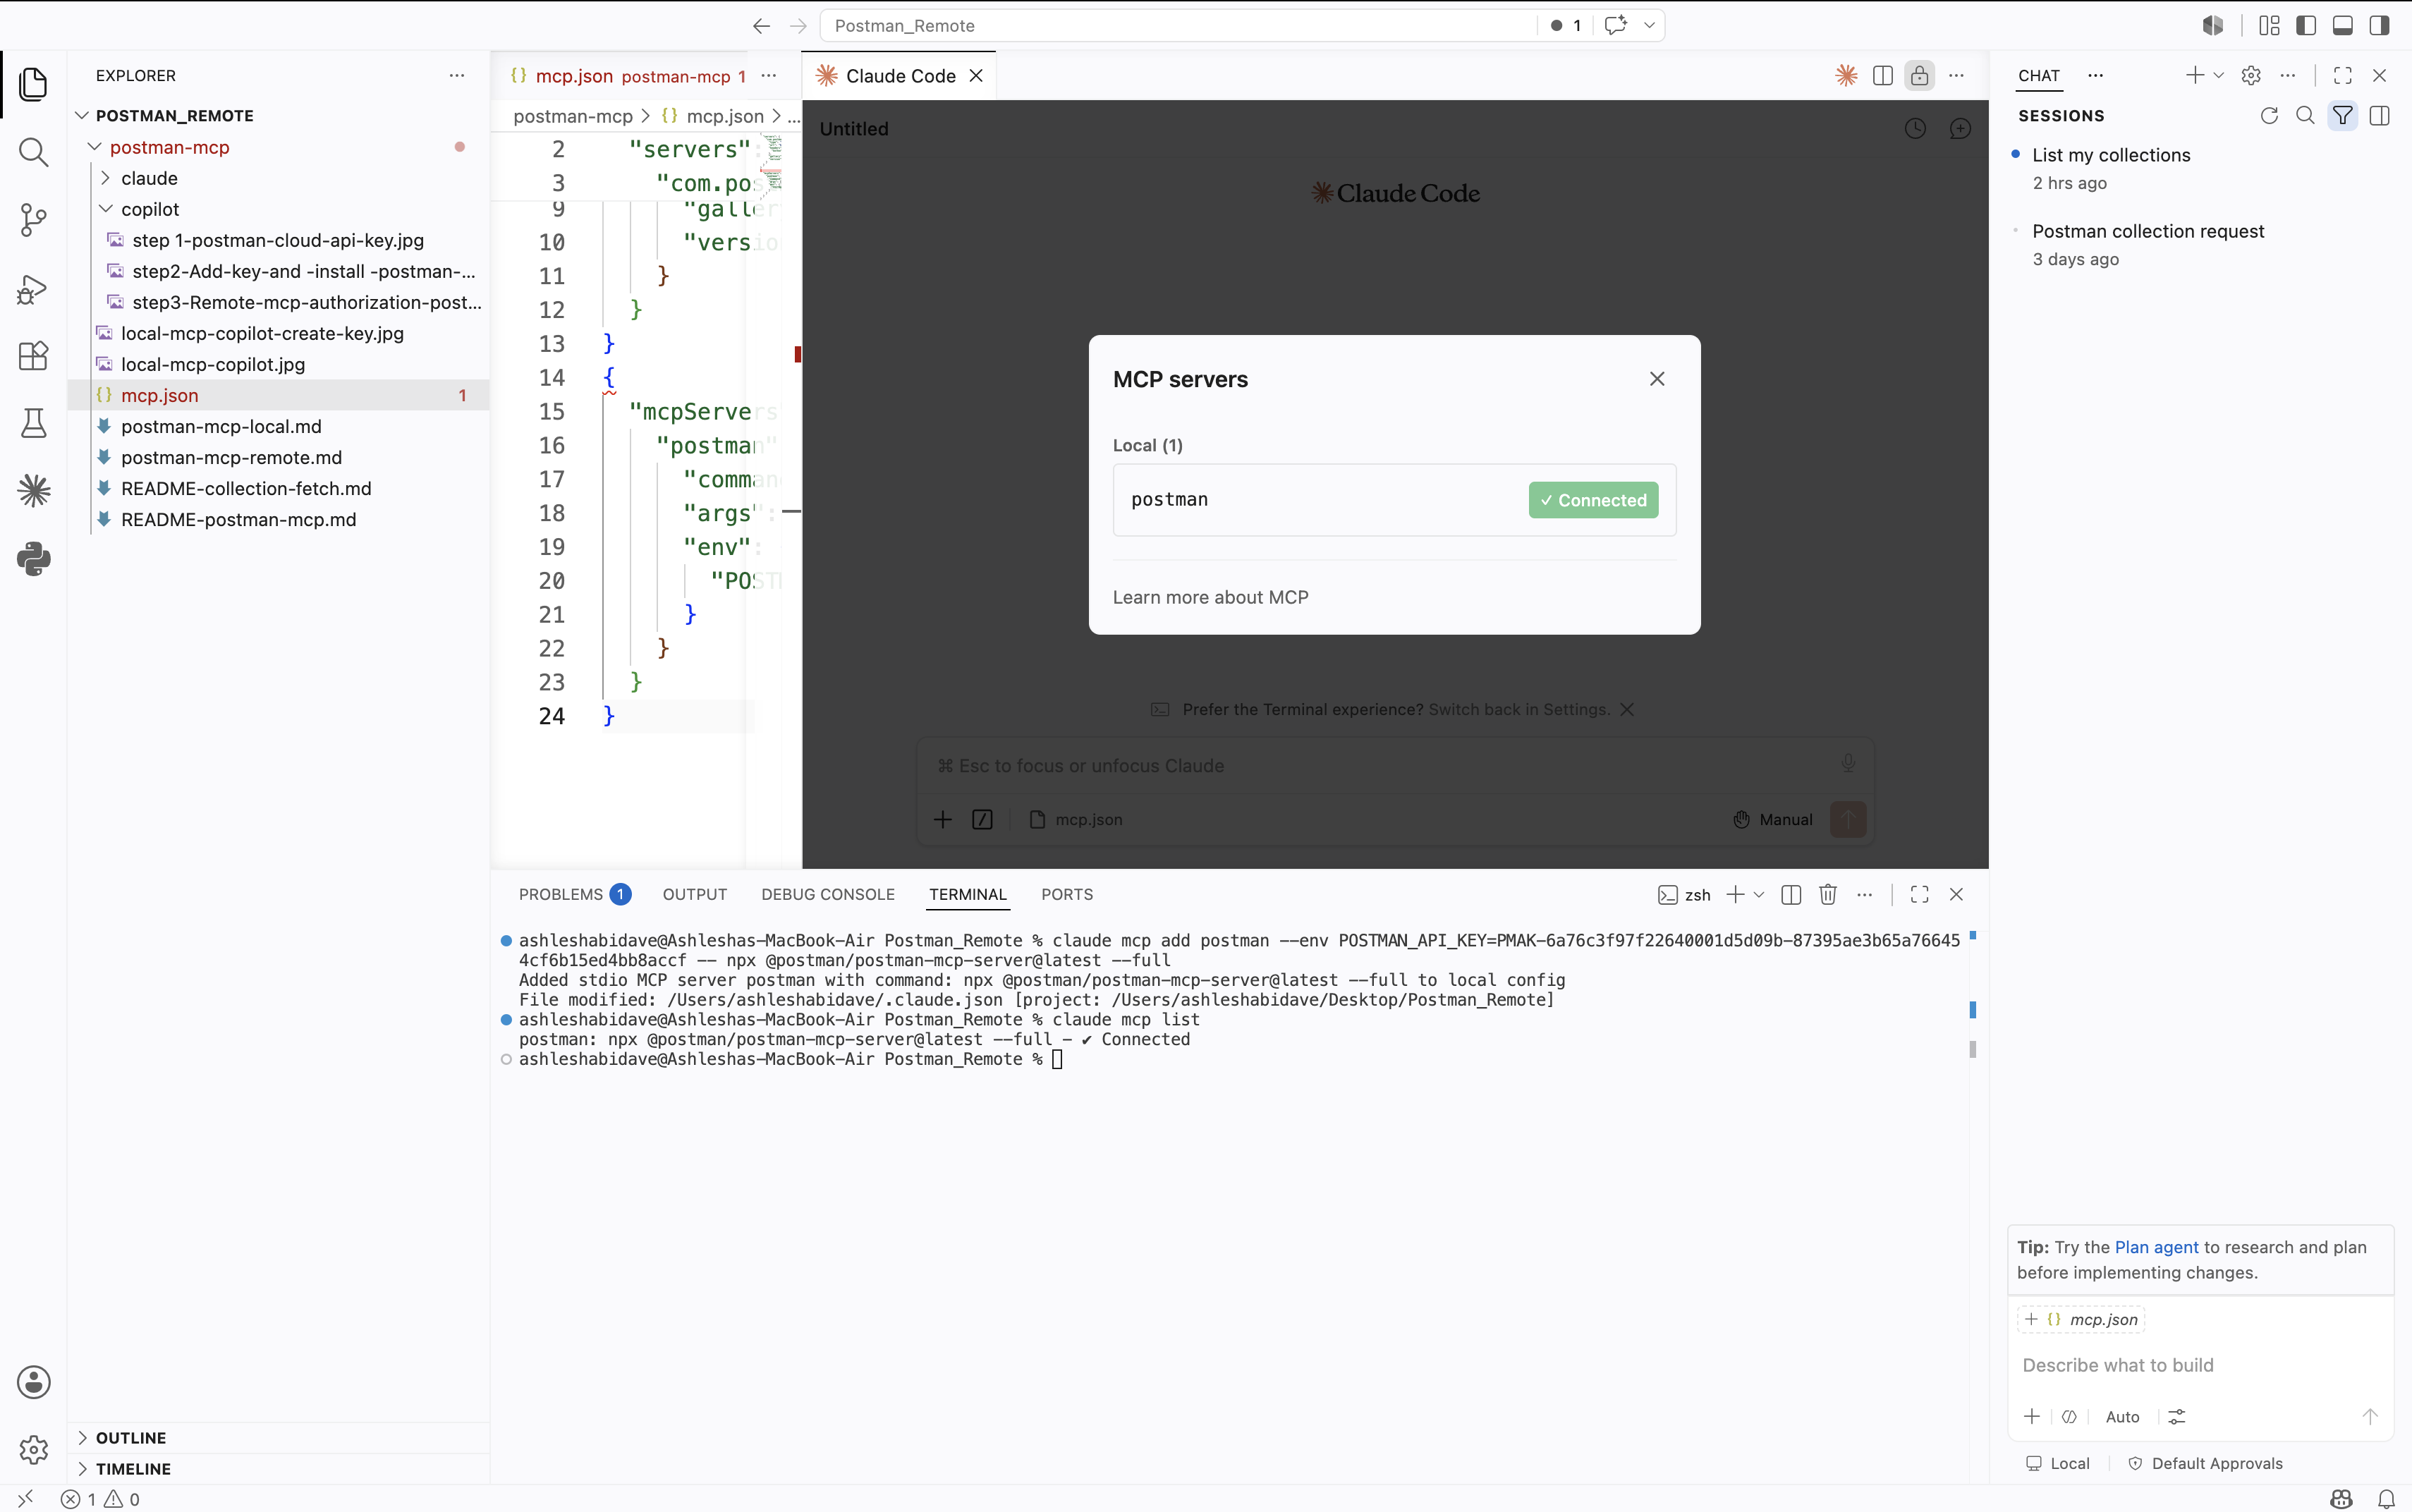 Postman_Remote
1
EXPLORER
POSTMAN_REMOTE
postman-mcp
claude
copilot
step 1-postman-cloud-api-key.jpg
step2-Add-key-and -install -postman-...
step3-Remote-mcp-authorization-post...
local-mcp-copilot-create-key.jpg
local-mcp-copilot.jpg
{} mcp.json 1
postman-mcp-local.md
postman-mcp-remote.md
README-collection-fetch.md
README-postman-mcp.md
OUTLINE
TIMELINE
1 0
{} mcp.json postman-mcp 1 ...
postman-mcp > {} mcp.json > ...
2 "servers":
3 "com.pos
9 "galler
10 "versio
11 }
12 }
13 }
14 {
15 "mcpServers
16 "postman"
17 "comman
18 "args":
19 "env":
20 "POSTM
21 }
22 }
23 }
24 }
Claude Code
Untitled
Claude Code
MCP servers
Local (1)
postman
✓ Connected
Learn more about MCP
Prefer the Terminal experience? Switch back in Settings.
⌘ Esc to focus or unfocus Claude
mcp.json
Manual
PROBLEMS 1 OUTPUT DEBUG CONSOLE TERMINAL PORTS
zsh
ashleshabidave@Ashleshas-MacBook-Air Postman_Remote % claude mcp add postman --env POSTMAN_API_KEY=PMAK-6a76c3f97f22640001d5d09b-87395ae3b65a76645
4cf6b15ed4bb8accf -- npx @postman/postman-mcp-server@latest --full
Added stdio MCP server postman with command: npx @postman/postman-mcp-server@latest --full to local config
File modified: /Users/ashleshabidave/.claude.json [project: /Users/ashleshabidave/Desktop/Postman_Remote]
ashleshabidave@Ashleshas-MacBook-Air Postman_Remote % claude mcp list
postman: npx @postman/postman-mcp-server@latest --full - ✔ Connected
ashleshabidave@Ashleshas-MacBook-Air Postman_Remote %
CHAT
SESSIONS
List my collections
2 hrs ago
Postman collection request
3 days ago
Tip: Try the Plan agent to research and plan
before implementing changes.
{} mcp.json
Describe what to build
Auto
Local
Default Approvals